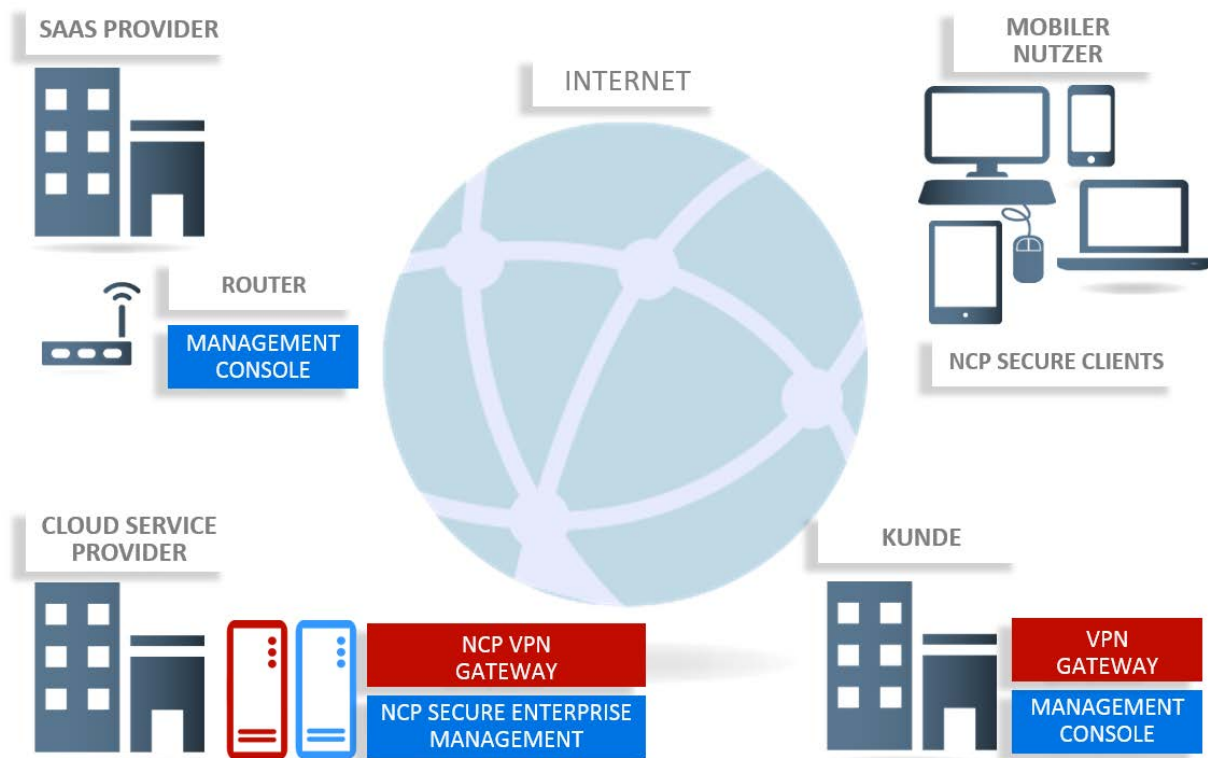 SAAS PROVIDER
INTERNET
MOBILER
NUTZER
ROUTER
MANAGEMENT
CONSOLE
NCP SECURE CLIENTS
CLOUD SERVICE
PROVIDER
NCP VPN
GATEWAY
NCP SECURE ENTERPRISE
MANAGEMENT
KUNDE
VPN
GATEWAY
MANAGEMENT
CONSOLE